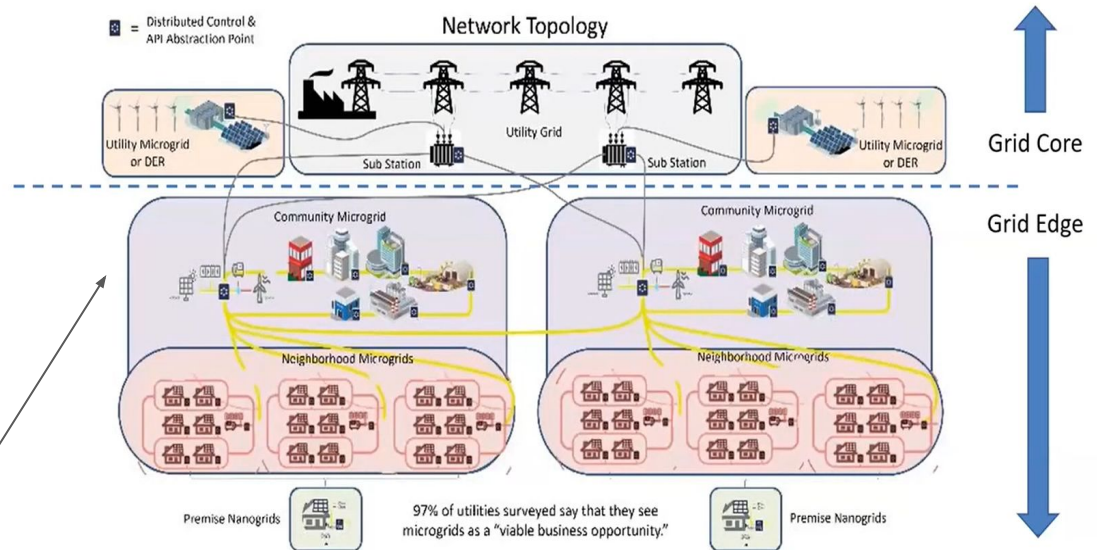 Network Topology
= Distributed Control &
API Abstraction Point
Utility Grid
Sub Station
Sub Station
Utility Microgrid
or DER
Utility Microgrid
or DER
Grid Core
Grid Edge
Community Microgrid
Community Microgrid
Neighborhood Microgrids
Neighborhood Microgrids
Premise Nanogrids
97% of utilities surveyed say that they see
microgrids as a “viable business opportunity.”
Premise Nanogrids